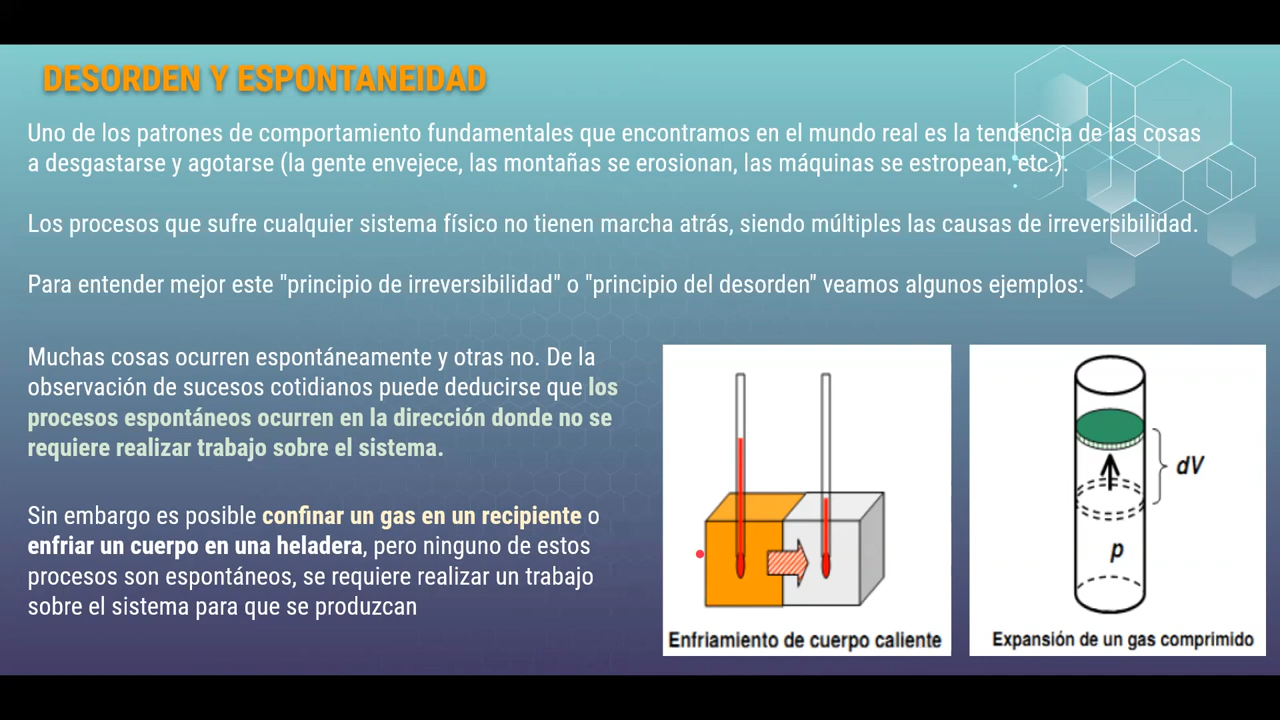 DESORDEN Y ESPONTANEIDAD
Uno de los patrones de comportamiento fundamentales que encontramos en el mundo real es la tendencia de las cosas
a desgastarse y agotarse (la gente envejece, las montañas se erosionan, las máquinas se estropean, etc.).
Los procesos que sufre cualquier sistema físico no tienen marcha atrás, siendo múltiples las causas de irreversibilidad.
Para entender mejor este "principio de irreversibilidad" o "principio del desorden" veamos algunos ejemplos:
Muchas cosas ocurren espontáneamente y otras no. De la
observación de sucesos cotidianos puede deducirse que los
procesos espontáneos ocurren en la dirección donde no se
requiere realizar trabajo sobre el sistema.
Sin embargo es posible confinar un gas en un recipiente o
enfriar un cuerpo en una heladera, pero ninguno de estos
procesos son espontáneos, se requiere realizar un trabajo
sobre el sistema para que se produzcan
Enfriamiento de cuerpo caliente
dV
p
Expansión de un gas comprimido